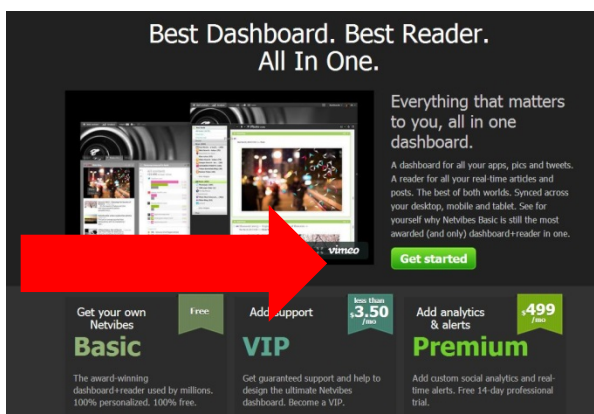 Best Dashboard. Best Reader.
All In One.
Everything that matters
to you, all in one
dashboard.
A dashboard for all your apps, pics and tweets.
A reader for all your real-time articles and
posts. The best of both worlds. Synced across
your desktop, mobile and tablet. See for
yourself why Netvibes Basic is still the most
awarded (and only) dashboard+reader in one.
vimeo
Get started
Get your own
Netvibes
Free
Basic
The award-winning
dashboard+reader used by millions.
100% personalized. 100% free.
Add support
less than
$3.50
/mo
VIP
Get guaranteed support and help to
design the ultimate Netvibes
dashboard. Become a VIP.
Add analytics
& alerts
$499
/mo
Premium
Add custom social analytics and real-
time alerts. Free 14-day professional
trial.